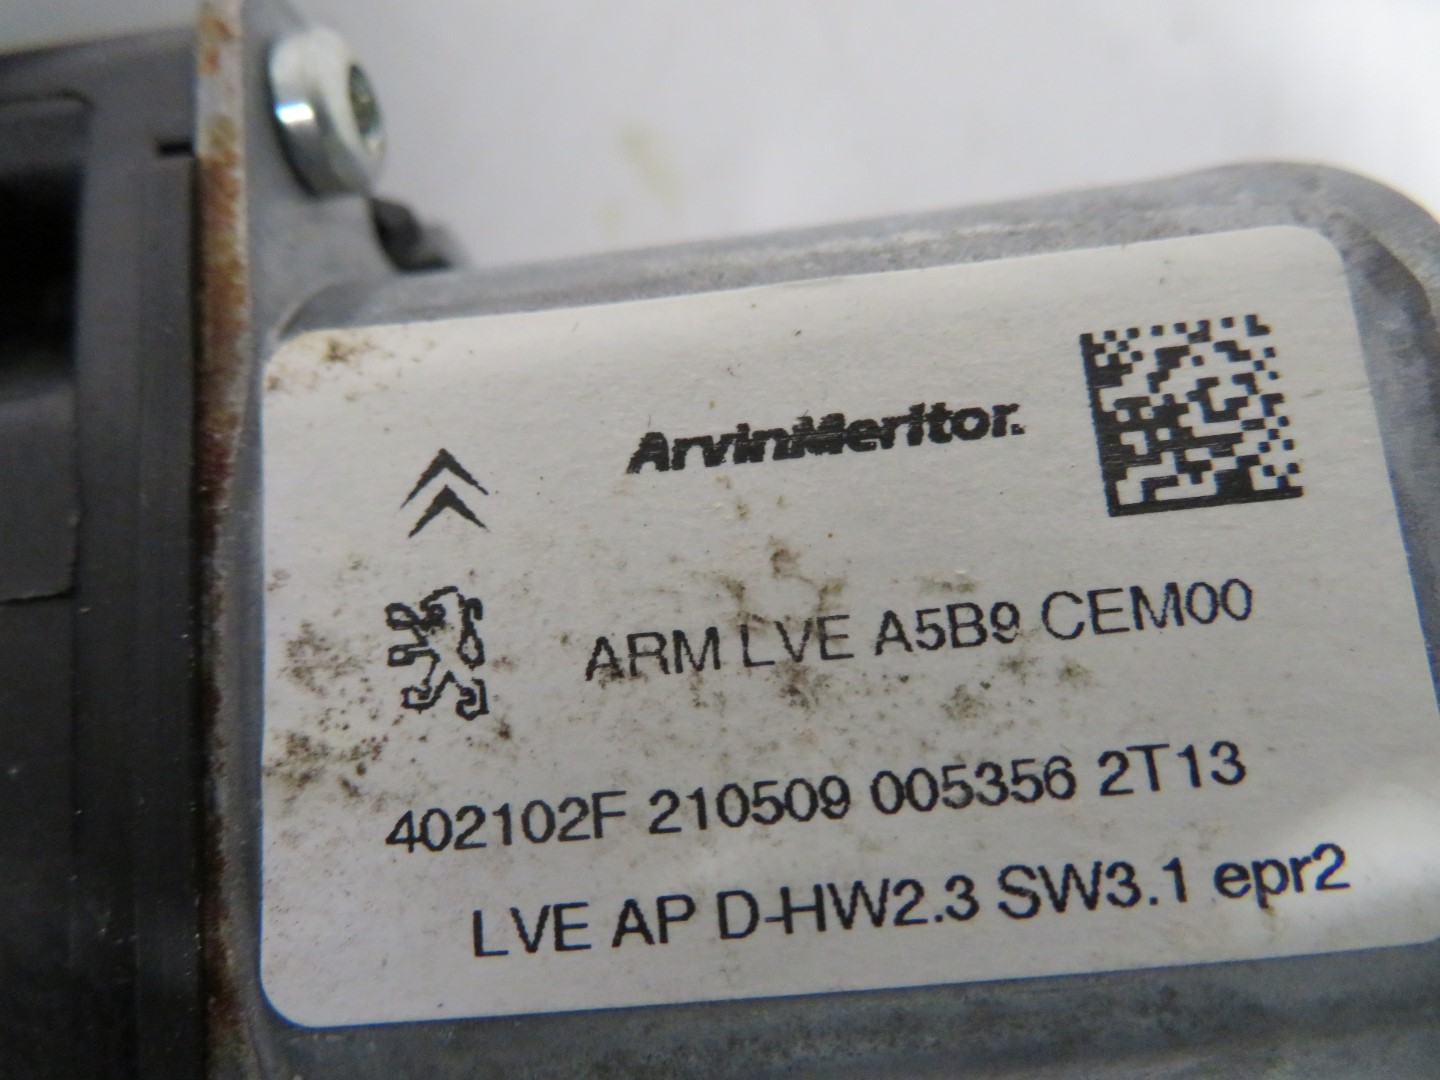 ArvinMeritor.
ARM LVE A5B9 CEM00
402102F 210509 005356 2T13
LVE AP D-HW2.3 SW3.1 epr2